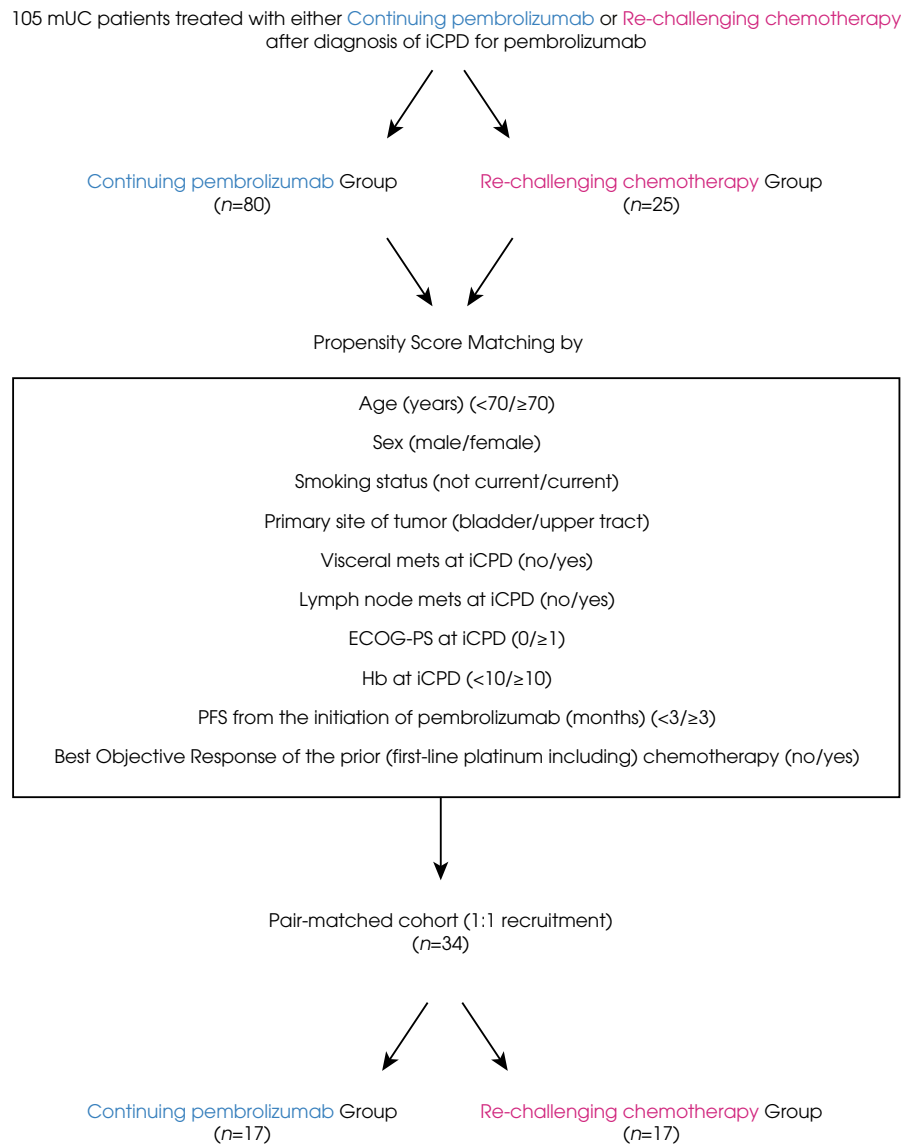 105 mUC patients treated with either Continuing pembrolizumab or Re-challenging chemotherapy
after diagnosis of iCPD for pembrolizumab
Continuing pembrolizumab Group
(n=80)
Re-challenging chemotherapy Group
(n=25)
Propensity Score Matching by
Age (years) (<70/≥70)
Sex (male/female)
Smoking status (not current/current)
Primary site of tumor (bladder/upper tract)
Visceral mets at iCPD (no/yes)
Lymph node mets at iCPD (no/yes)
ECOG-PS at iCPD (0/≥1)
Hb at iCPD (<10/≥10)
PFS from the initiation of pembrolizumab (months) (<3/≥3)
Best Objective Response of the prior (first-line platinum including) chemotherapy (no/yes)
Pair-matched cohort (1:1 recruitment)
(n=34)
Continuing pembrolizumab Group
(n=17)
Re-challenging chemotherapy Group
(n=17)